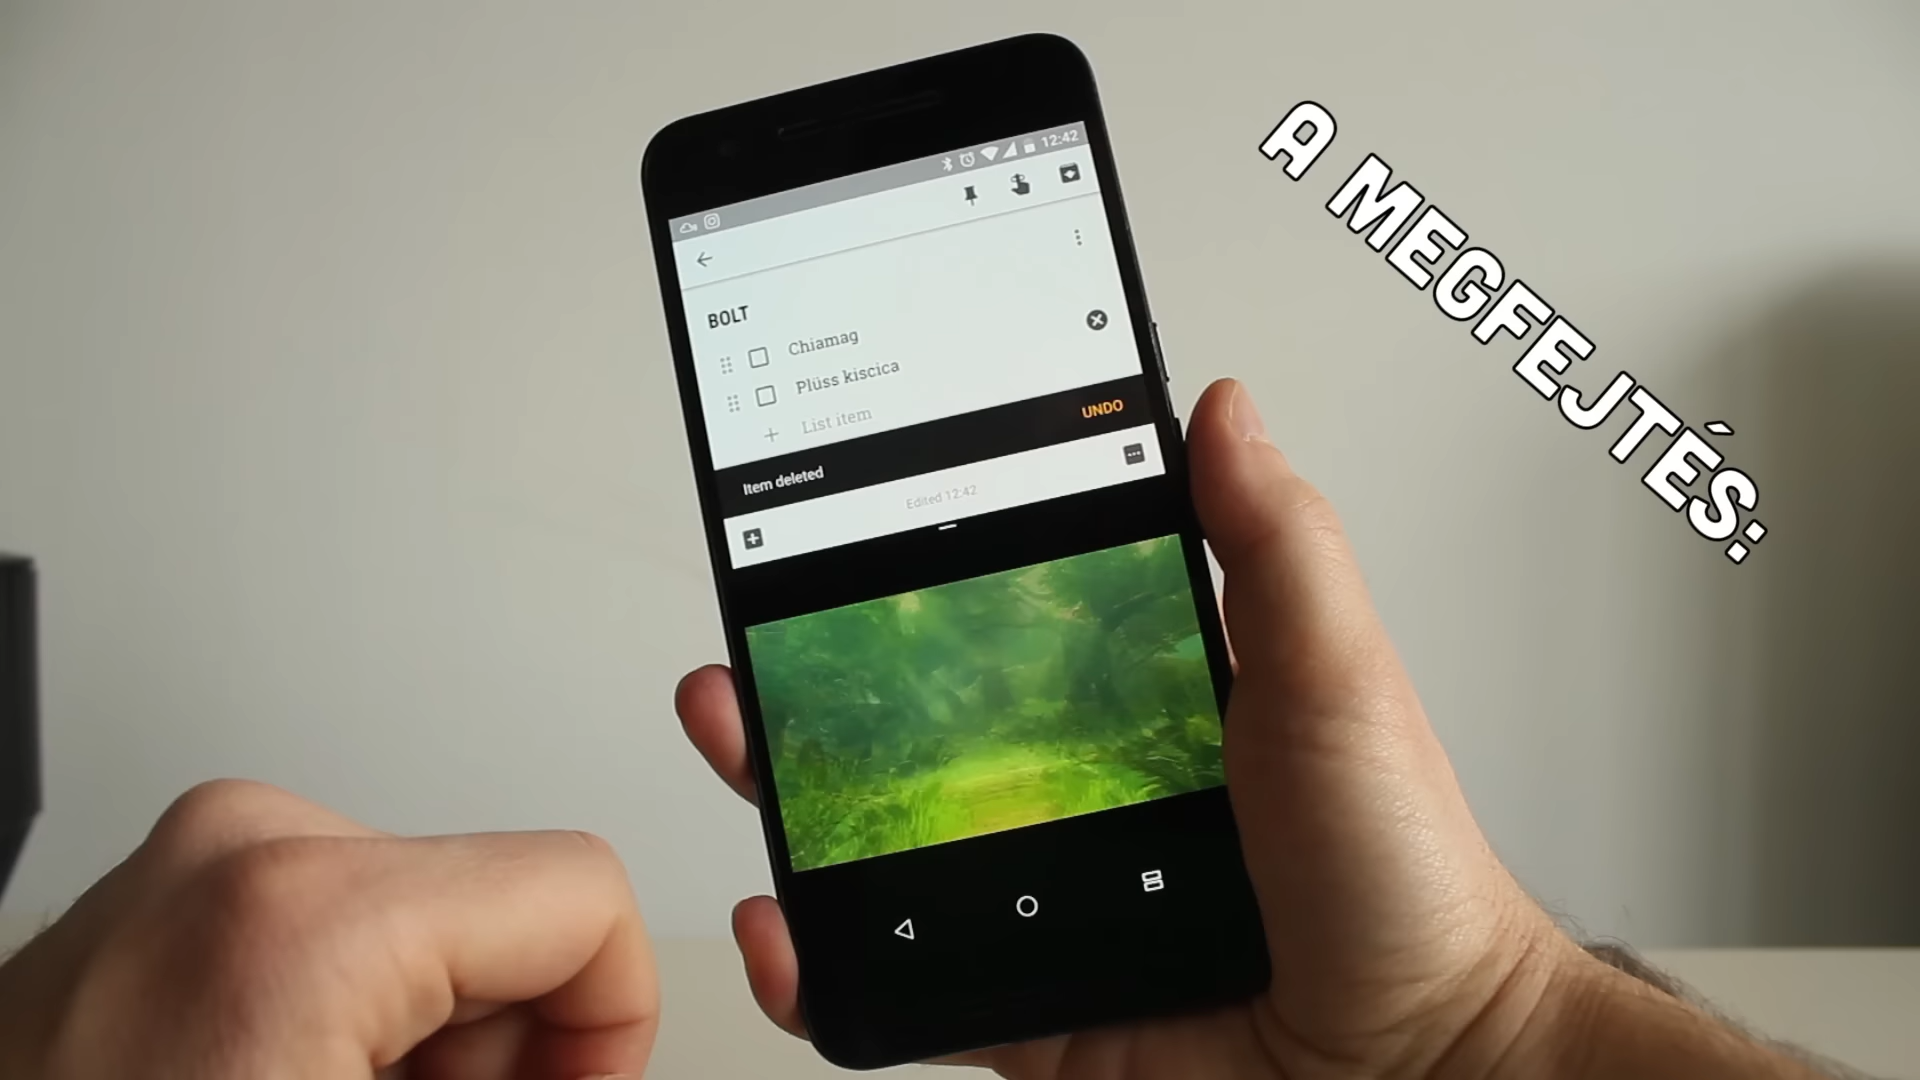 A MEGFEJTÉS:
12:42
BOLT
Chiamag
Plüss kiscica
List item
UNDO
Item deleted
Edited 12:42